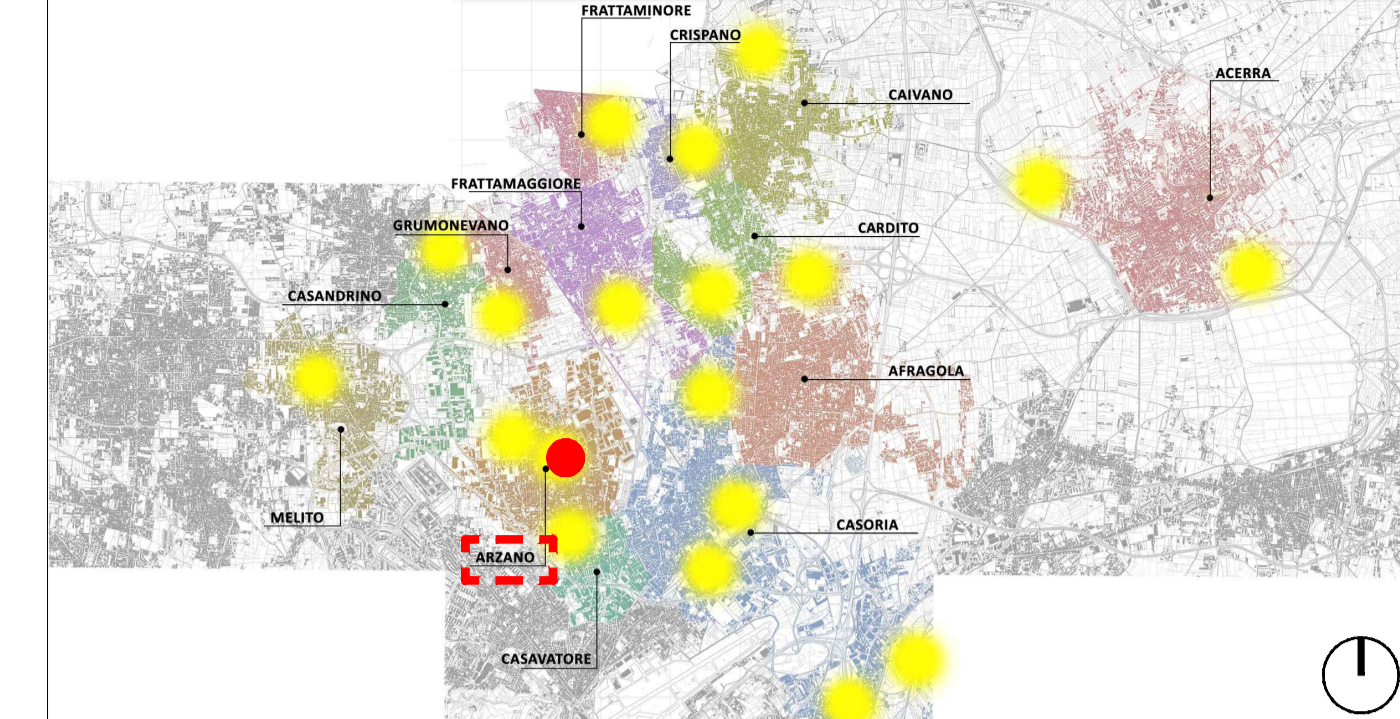 FRATTAMINORE
CRISPANO
ACERRA
CAIVANO
FRATTAMAGGIORE
GRUMONEVANO
CARDITO
CASANDRINO
AFRAGOLA
MELITO
CASORIA
ARZANO
CASAVATORE